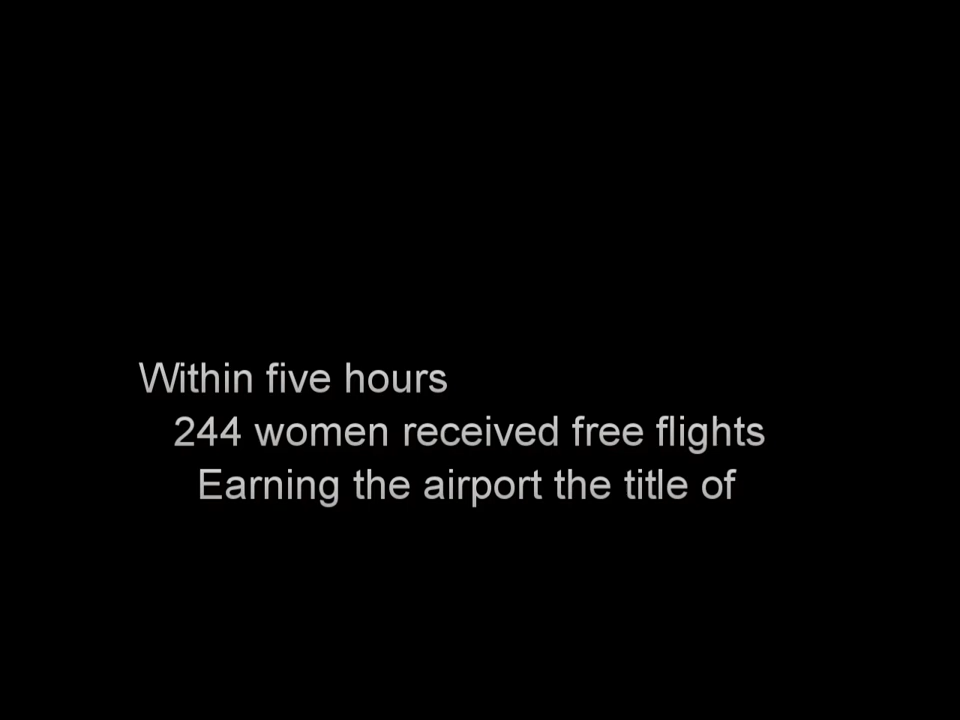 Within five hours
244 women received free flights
Earning the airport the title of